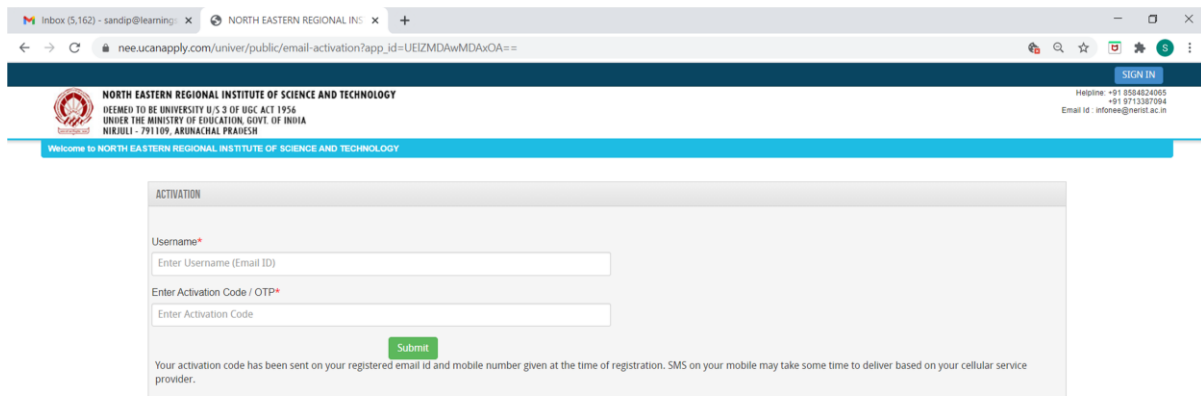 Inbox (5,162) - sandip@learning
NORTH EASTERN REGIONAL INS
nee.ucanapply.com/univer/public/email-activation?app_id=UElZMDAwMDAxOA==
S
SIGN IN
NORTH EASTERN REGIONAL INSTITUTE OF SCIENCE AND TECHNOLOGY
DEEMED TO BE UNIVERSITY U/S 3 OF UGC ACT 1956
UNDER THE MINISTRY OF EDUCATION, GOVT. OF INDIA
NIRJULI - 791109, ARUNACHAL PRADESH
Helpline: +91 8584824065
+91 9713387094
Email Id : infonee@nerist.ac.in
Welcome to NORTH EASTERN REGIONAL INSTITUTE OF SCIENCE AND TECHNOLOGY
ACTIVATION
Username*
Enter Username (Email ID)
Enter Activation Code / OTP*
Enter Activation Code
Submit
Your activation code has been sent on your registered email id and mobile number given at the time of registration. SMS on your mobile may take some time to deliver based on your cellular service
provider.